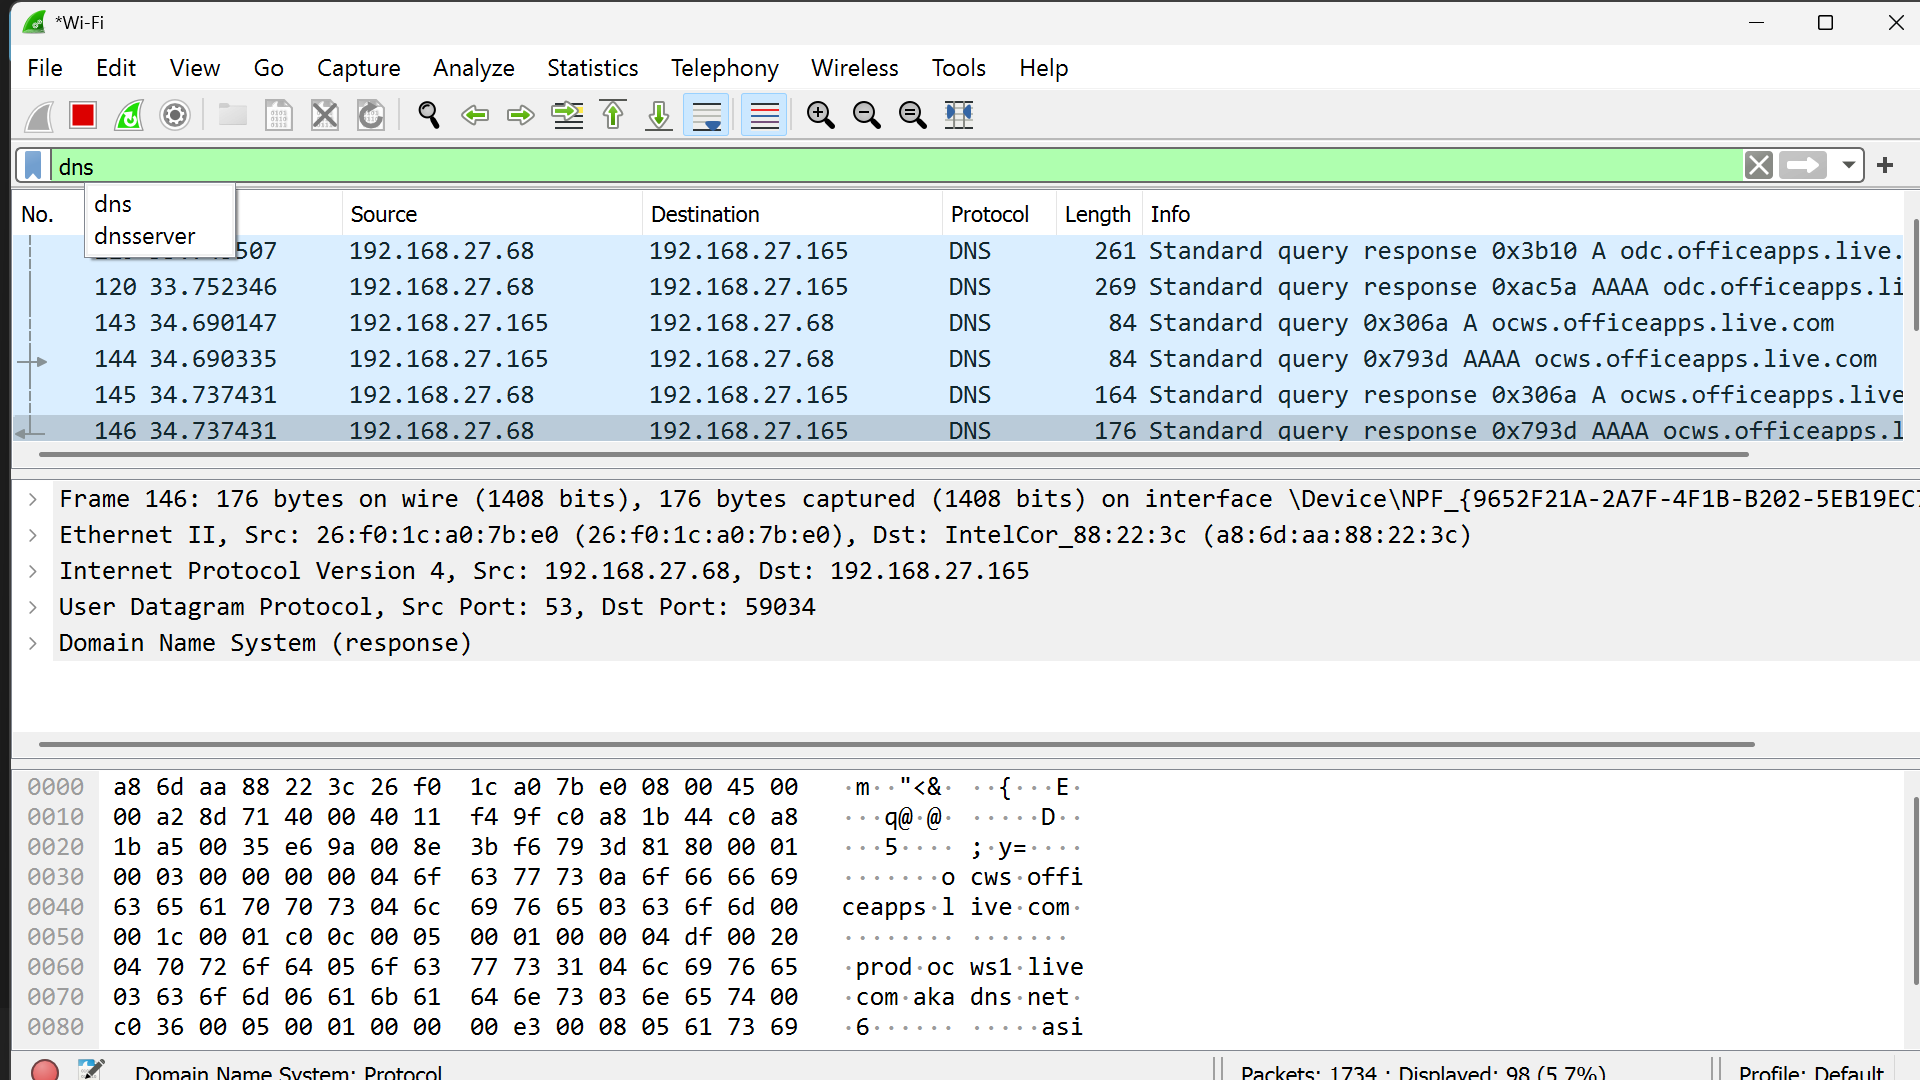 *Wi-Fi
File Edit View Go Capture Analyze Statistics Telephony Wireless Tools Help
dns
dns
dnsserver
No. Source Destination Protocol Length Info
507 192.168.27.68 192.168.27.165 DNS 261 Standard query response 0x3b10 A odc.officeapps.live.
120 33.752346 192.168.27.68 192.168.27.165 DNS 269 Standard query response 0xac5a AAAA odc.officeapps.li
143 34.690147 192.168.27.165 192.168.27.68 DNS 84 Standard query 0x306a A ocws.officeapps.live.com
144 34.690335 192.168.27.165 192.168.27.68 DNS 84 Standard query 0x793d AAAA ocws.officeapps.live.com
145 34.737431 192.168.27.68 192.168.27.165 DNS 164 Standard query response 0x306a A ocws.officeapps.live
146 34.737431 192.168.27.68 192.168.27.165 DNS 176 Standard query response 0x793d AAAA ocws.officeapps.l
Frame 146: 176 bytes on wire (1408 bits), 176 bytes captured (1408 bits) on interface \Device\NPF_{9652F21A-2A7F-4F1B-B202-5EB19EC7
Ethernet II, Src: 26:f0:1c:a0:7b:e0 (26:f0:1c:a0:7b:e0), Dst: IntelCor_88:22:3c (a8:6d:aa:88:22:3c)
Internet Protocol Version 4, Src: 192.168.27.68, Dst: 192.168.27.165
User Datagram Protocol, Src Port: 53, Dst Port: 59034
Domain Name System (response)
0000 a8 6d aa 88 22 3c 26 f0 1c a0 7b e0 08 00 45 00 ·m··"<&· ··{···E·
0010 00 a2 8d 71 40 00 40 11 f4 9f c0 a8 1b 44 c0 a8 ···q@·@· ·····D··
0020 1b a5 00 35 e6 9a 00 8e 3b f6 79 3d 81 80 00 01 ···5···· ;·y=····
0030 00 03 00 00 00 00 04 6f 63 77 73 0a 6f 66 66 69 ·······o cws·offi
0040 63 65 61 70 70 73 04 6c 69 76 65 03 63 6f 6d 00 ceapps·l ive·com·
0050 00 1c 00 01 c0 0c 00 05 00 01 00 00 04 df 00 20 ········ ·······
0060 04 70 72 6f 64 05 6f 63 77 73 31 04 6c 69 76 65 ·prod·oc ws1·live
0070 03 63 6f 6d 06 61 6b 61 64 6e 73 03 6e 65 74 00 ·com·aka dns·net·
0080 c0 36 00 05 00 01 00 00 00 e3 00 08 05 61 73 69 ·6······ ·····asi
Domain Name System: Protocol Packets: 1734 · Displayed: 98 (5.7%) Profile: Default